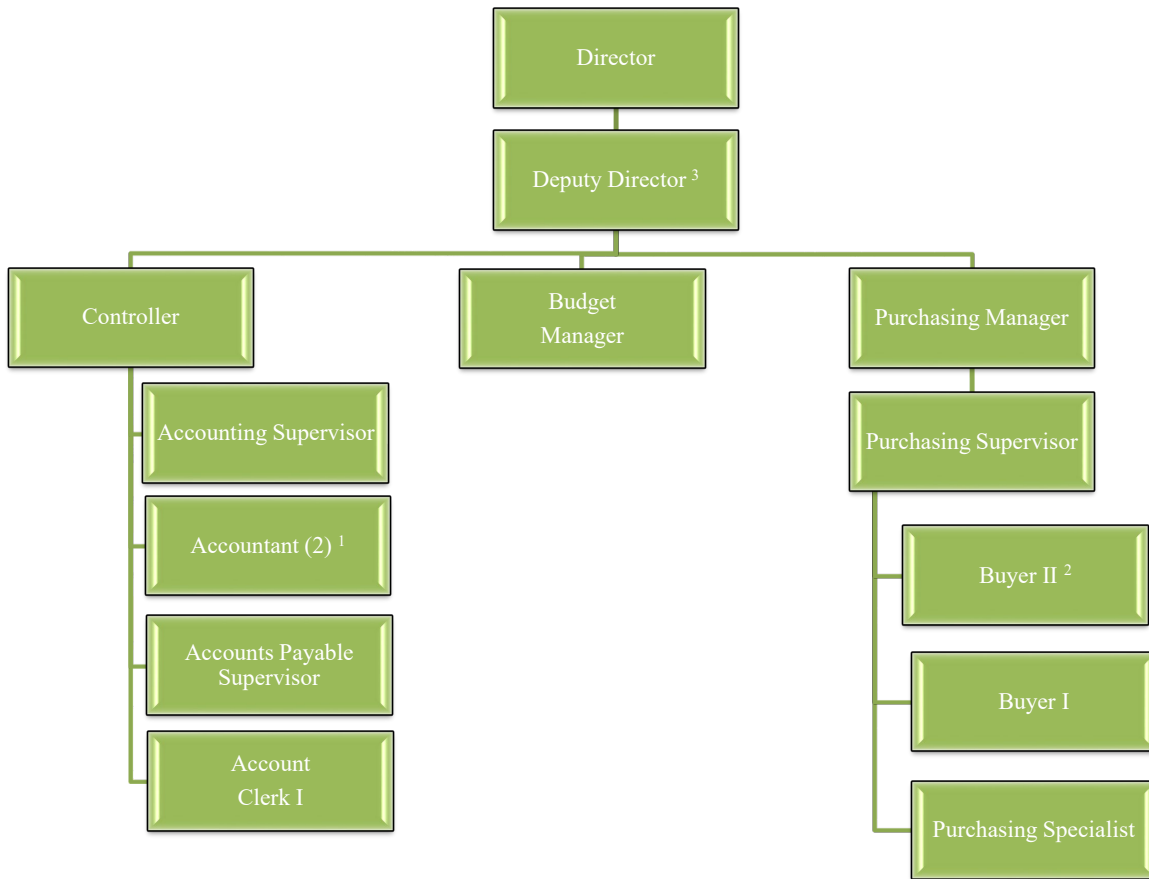 Director
Deputy Director ³
Controller
Budget
Manager
Purchasing Manager
Accounting Supervisor
Purchasing Supervisor
Accountant (2) ¹
Buyer II ²
Accounts Payable
Supervisor
Buyer I
Account
Clerk I
Purchasing Specialist